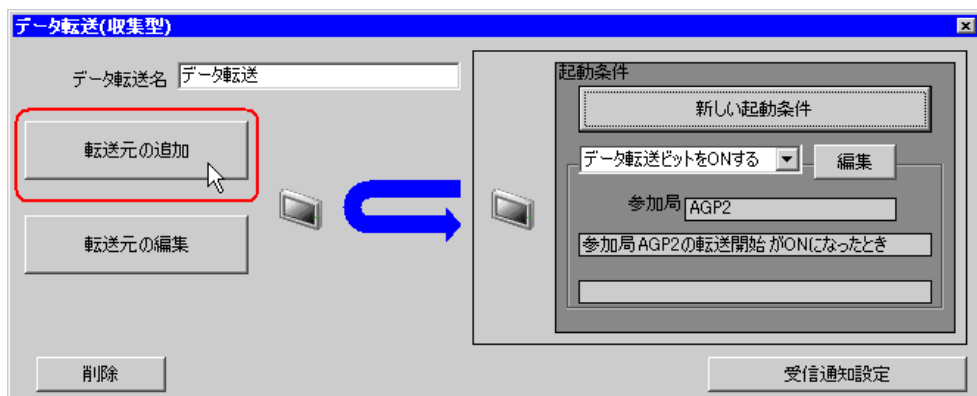 データ転送(収集型)
データ転送名 データ転送
転送元の追加
転送元の編集
起動条件
新しい起動条件
データ転送ビットをONする 編集
参加局 AGP2
参加局 AGP2の転送開始 がONになったとき
削除
受信通知設定